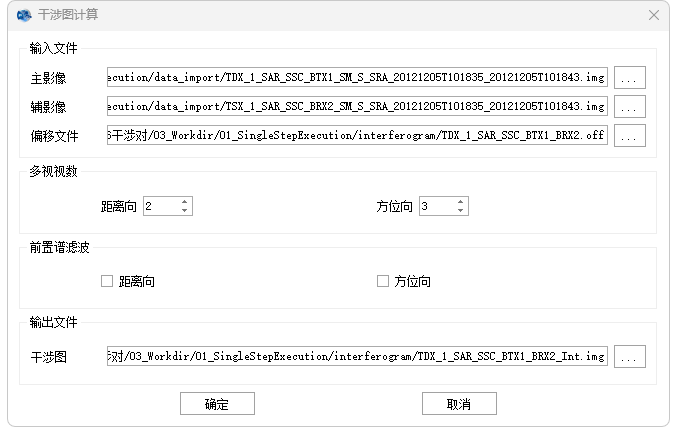 干涉图计算
输入文件
主影像 ecution/data_import/TDX_1_SAR_SSC_BTX1_SM_S_SRA_20121205T101835_20121205T101843.img ...
辅影像 ecution/data_import/TSX_1_SAR_SSC_BRX2_SM_S_SRA_20121205T101835_20121205T101843.img ...
偏移文件 干涉对/03_Workdir/01_SingleStepExecution/interferogram/TDX_1_SAR_SSC_BTX1_BRX2.off ...
多视视数
距离向 2 方位向 3
前置谱滤波
距离向 方位向
输出文件
干涉图 对/03_Workdir/01_SingleStepExecution/interferogram/TDX_1_SAR_SSC_BTX1_BRX2_Int.img ...
确定 取消